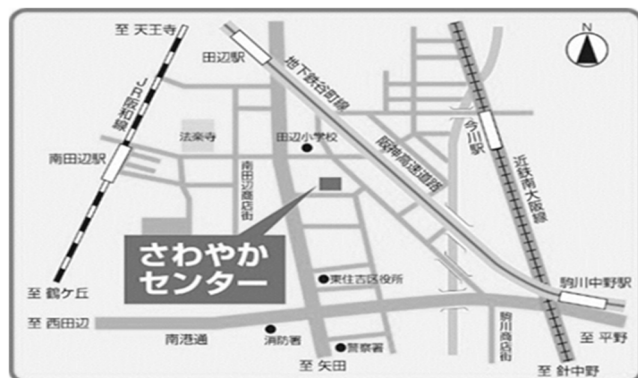 至 天王寺
N
田辺駅
地下鉄谷町線
JR阪和線
法楽寺
田辺小学校
阪神高速道路
今川駅
南田辺駅
南田辺商店街
近鉄南大阪線
さわやか
センター
至 鶴ケ丘
東住吉区役所
駒川中野駅
至 西田辺
南港通
消防署
警察署
駒川商店街
至 平野
至 矢田
至 針中野